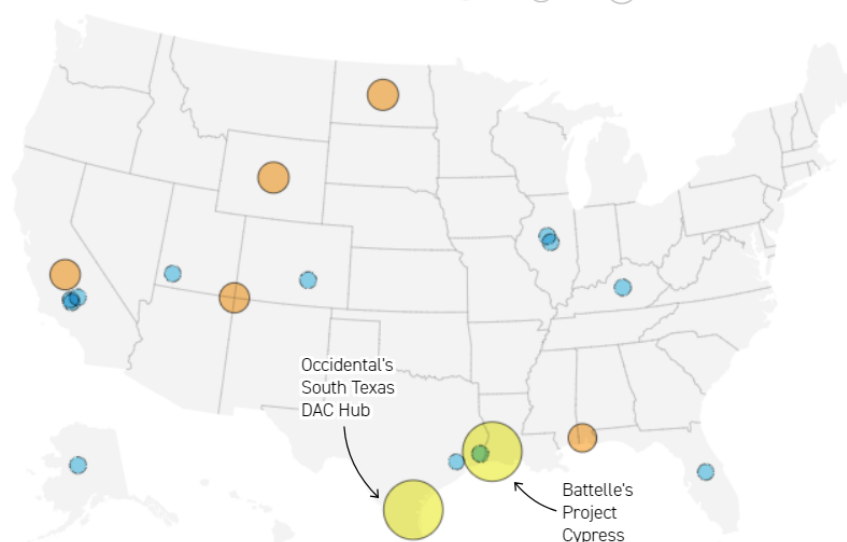 Occidental's
South Texas
DAC Hub
Battelle's
Project
Cypress